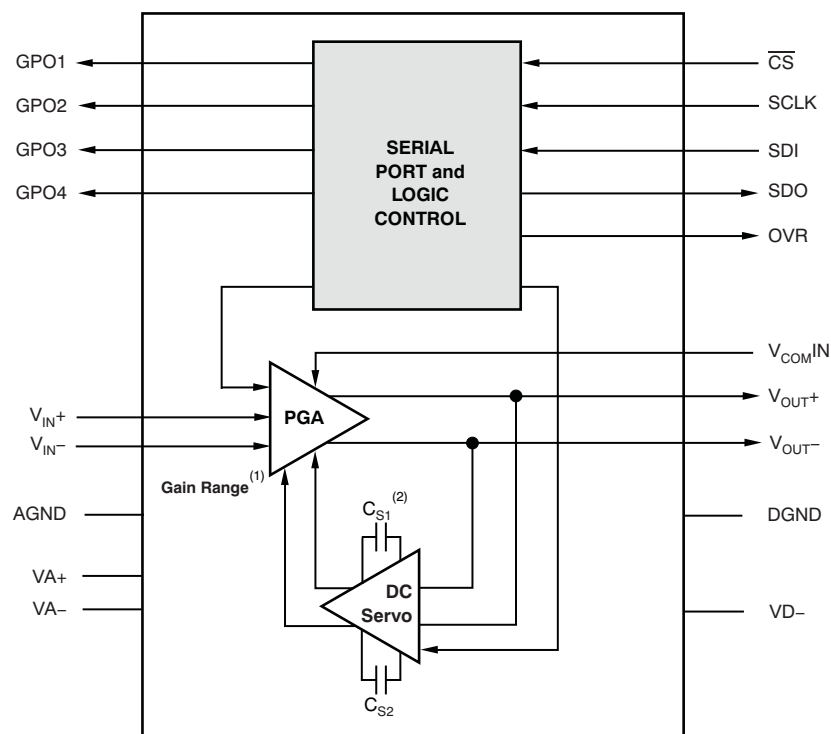 GPO1
GPO2
GPO3
GPO4
SERIAL
PORT and
LOGIC
CONTROL
CS
SCLK
SDI
SDO
OVR
VCOMIN
VOUT+
VOUT−
PGA
VIN+
VIN−
Gain Range(1)
AGND
CS1(2)
DGND
VA+
VA−
DC
Servo
VD−
CS2